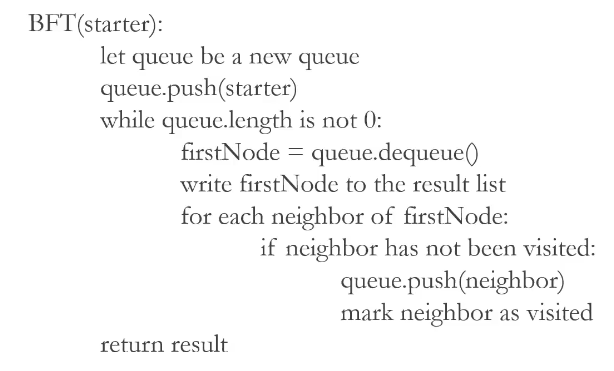 BFT(starter):
let queue be a new queue
queue.push(starter)
while queue.length is not 0:
firstNode = queue.dequeue()
write firstNode to the result list
for each neighbor of firstNode:
if neighbor has not been visited:
queue.push(neighbor)
mark neighbor as visited
return result